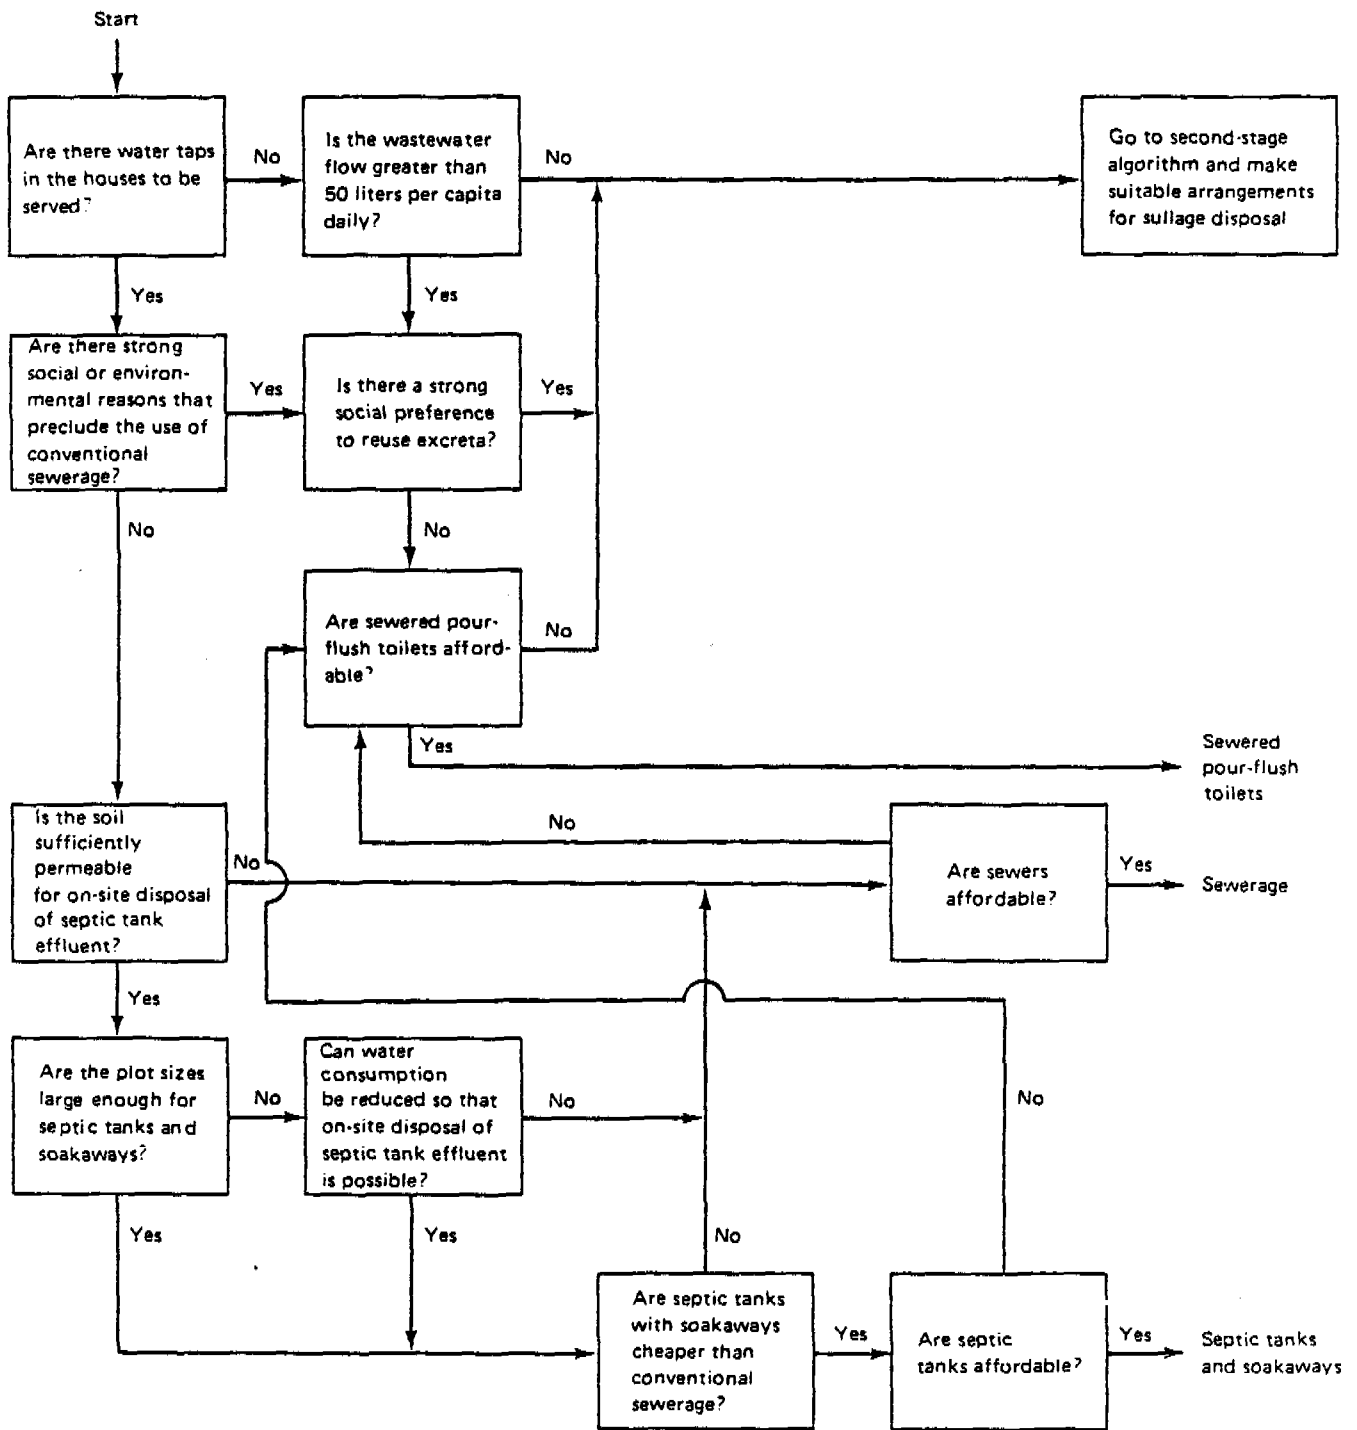 Start
Are there water taps
in the houses to be
served?
No
Is the wastewater
flow greater than
50 liters per capita
daily?
No
Go to second-stage
algorithm and make
suitable arrangements
for sullage disposal
Yes
Yes
Are there strong
social or environ-
mental reasons that
preclude the use of
conventional
sewerage?
Yes
Is there a strong
social preference
to reuse excreta?
Yes
No
No
Are sewered pour-
flush toilets afford-
able?
No
Yes
Sewered
pour-flush
toilets
Is the soil
sufficiently
permeable
for on-site disposal
of septic tank
effluent?
No
No
Are sewers
affordable?
Yes
Sewerage
Yes
Are the plot sizes
large enough for
septic tanks and
soakaways?
No
Can water
consumption
be reduced so that
on-site disposal of
septic tank effluent
is possible?
No
No
Yes
Yes
No
Are septic tanks
with soakaways
cheaper than
conventional
sewerage?
Yes
Are septic
tanks affordable?
Yes
Septic tanks
and soakaways